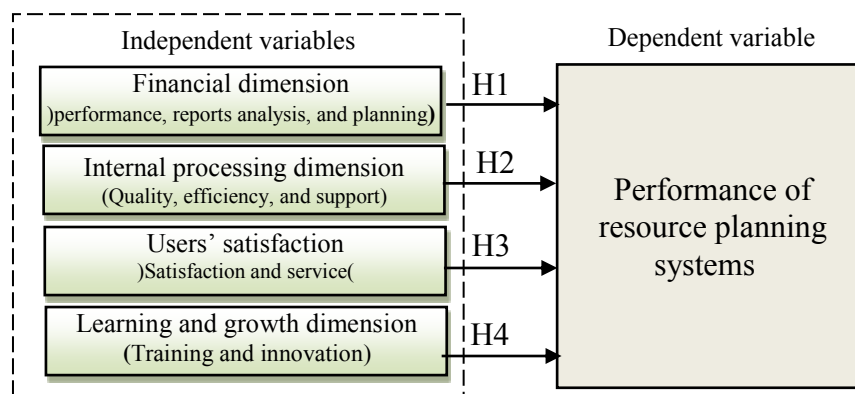 Independent variables
Dependent variable
Financial dimension
)performance, reports analysis, and planning)
H1
Internal processing dimension
(Quality, efficiency, and support)
H2
Users’ satisfaction
)Satisfaction and service(
H3
Learning and growth dimension
(Training and innovation)
H4
Performance of
resource planning
systems